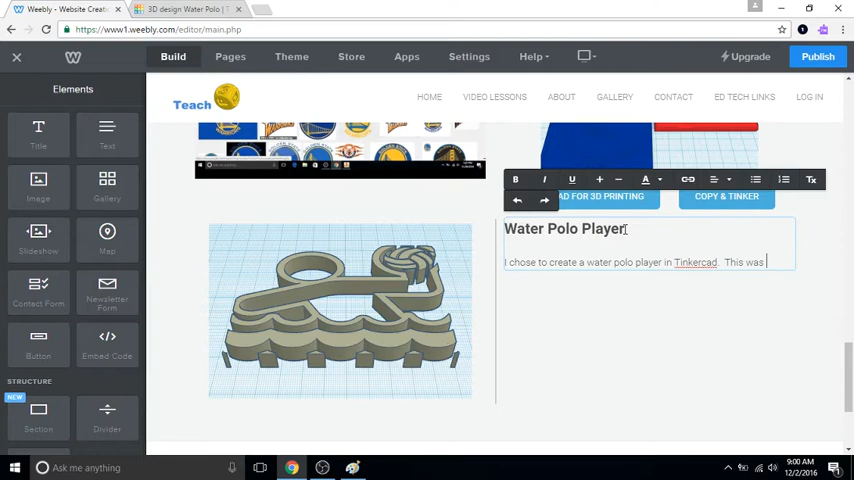 Weebly - Website Creatio
3D design Water Polo | T
https://www1.weebly.com/editor/main.php
Build
Pages
Theme
Store
Apps
Settings
Help
Upgrade
Publish
Elements
Teach
HOME
VIDEO LESSONS
ABOUT
GALLERY
CONTACT
ED TECH LINKS
LOG IN
Title
Text
Image
Gallery
Slideshow
Map
Contact Form
Newsletter
Form
Button
Embed Code
STRUCTURE
NEW
Section
Divider
B
I
U
A
Tx
AD FOR 3D PRINTING
COPY & TINKER
Water Polo Player
I chose to create a water polo player in Tinkercad. This was
Ask me anything
9:00 AM
12/2/2016